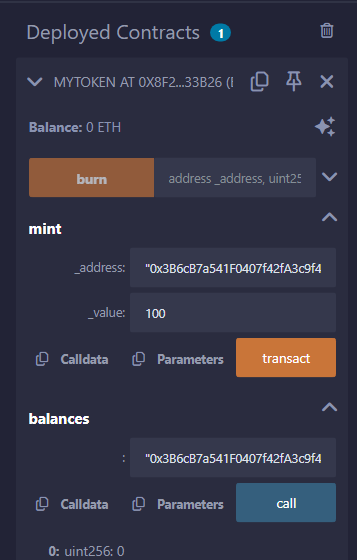 Deployed Contracts 1
MYTOKEN AT 0X8F2...33B26 (
Balance: 0 ETH
burn address _address, uint25
mint
_address: "0x3B6cB7a541F0407f42fA3c9f4
_value: 100
Calldata Parameters transact
balances
: "0x3B6cB7a541F0407f42fA3c9f4
Calldata Parameters call
0: uint256: 0